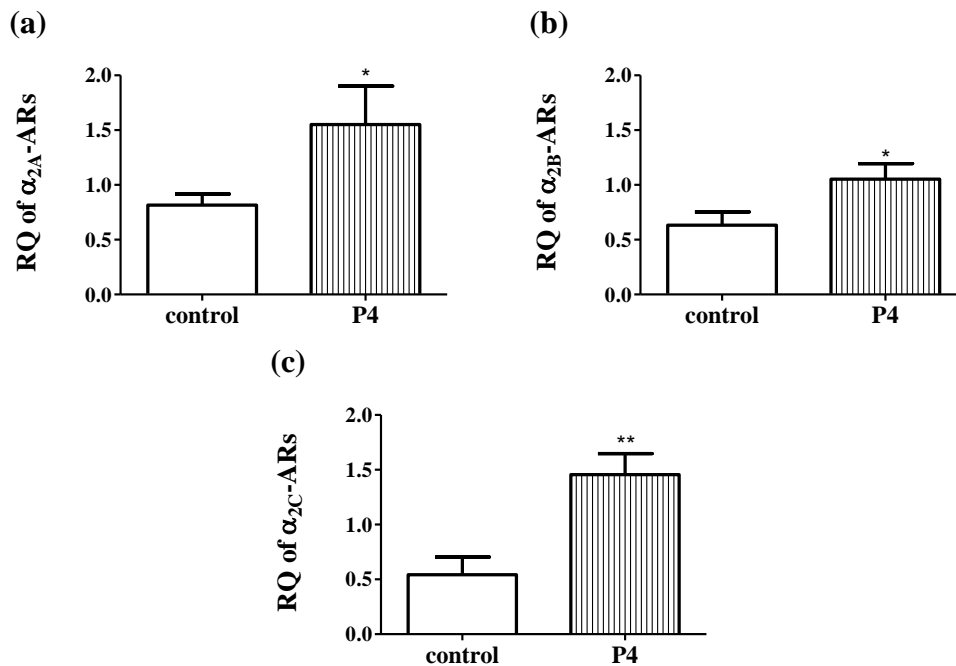 (a)
RQ of α2A-ARs
2.0
1.5
1.0
0.5
0.0
*
control
P4
(b)
RQ of α2B-ARs
2.0
1.5
1.0
0.5
0.0
*
control
P4
(c)
RQ of α2C-ARs
2.0
1.5
1.0
0.5
0.0
**
control
P4